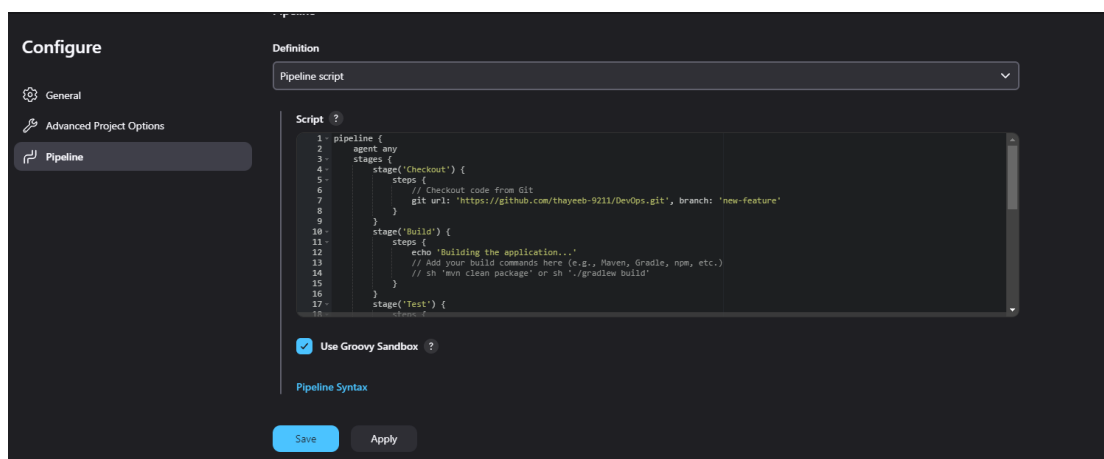 Configure
General
Advanced Project Options
Pipeline
Definition
Pipeline script
Script ?
1 pipeline {
2 agent any
3 stages {
4 stage('Checkout') {
5 steps {
6 // Checkout code from Git
7 git url: 'https://github.com/thayeeb-9211/DevOps.git', branch: 'new-feature'
8 }
9 }
10 stage('Build') {
11 steps {
12 echo 'Building the application...'
13 // Add your build commands here (e.g., Maven, Gradle, npm, etc.)
14 // sh 'mvn clean package' or sh './gradlew build'
15 }
16 }
17 stage('Test') {
18 steps {
Use Groovy Sandbox ?
Pipeline Syntax
Save Apply